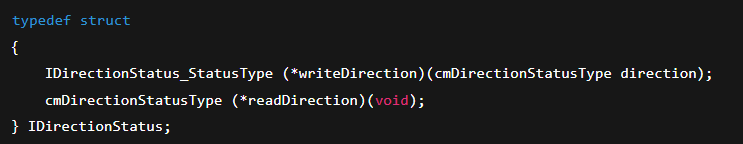 typedef struct
{
    IDirectionStatus_StatusType (*writeDirection)(cmDirectionStatusType direction);
    cmDirectionStatusType (*readDirection)(void);
} IDirectionStatus;